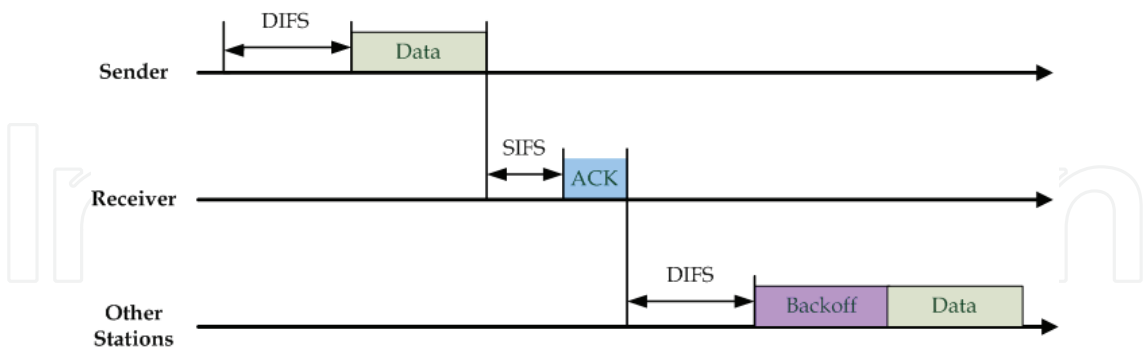 DIFS
Data
Sender
SIFS
ACK
Receiver
DIFS
Backoff
Data
Other
Stations